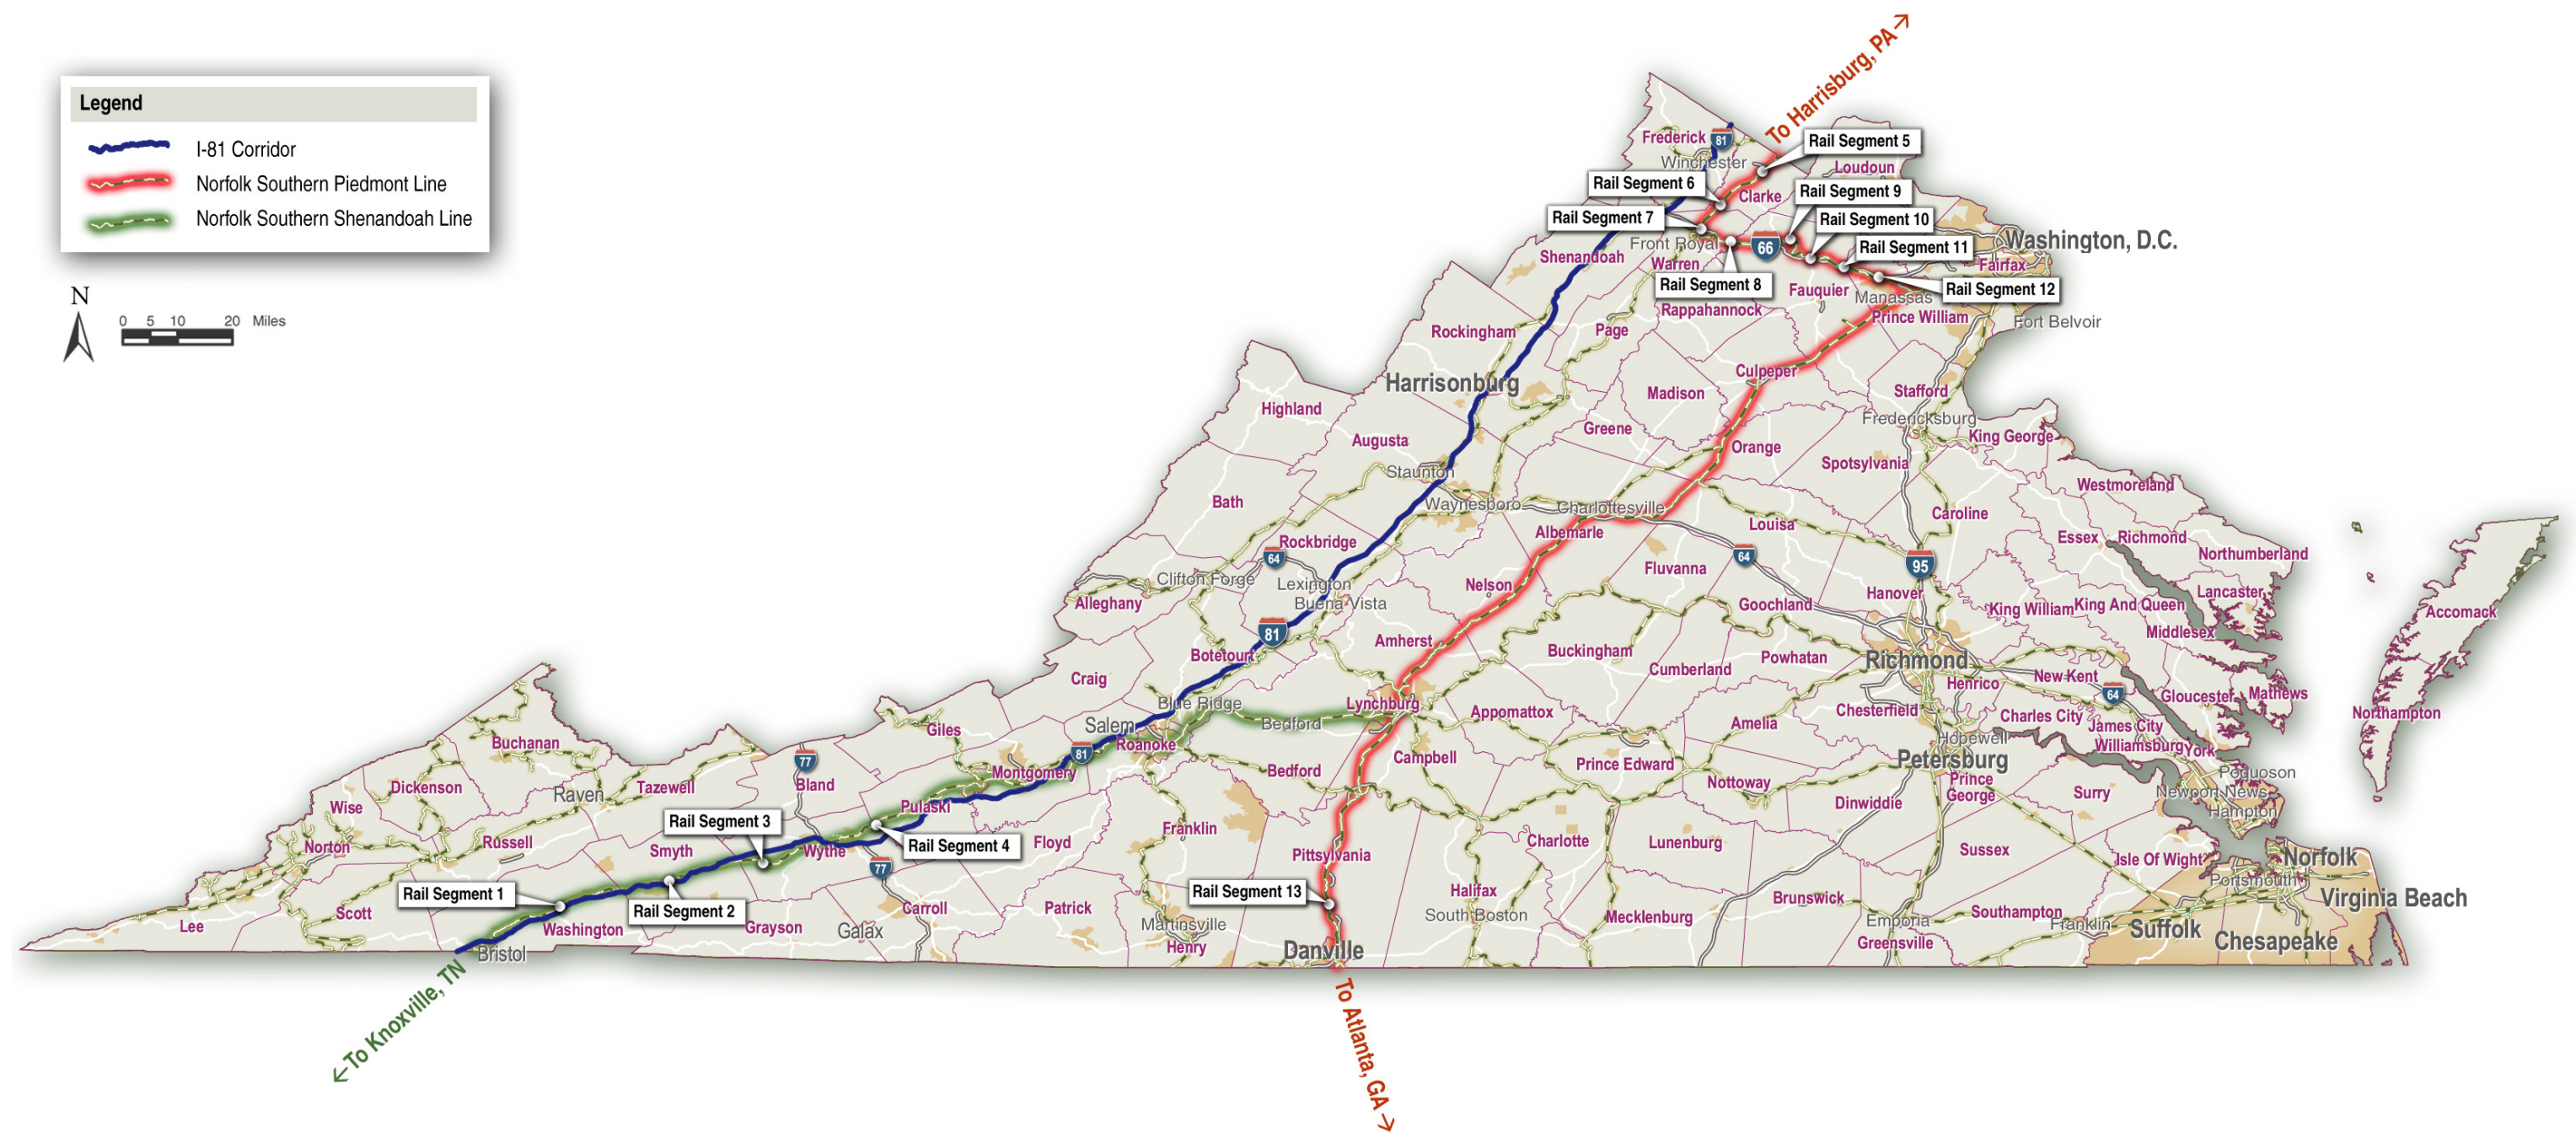 To Harrisburg, PA →
Legend
I-81 Corridor
Norfolk Southern Piedmont Line
Norfolk Southern Shenandoah Line
N
0 5 10 20 Miles
Frederick
81
Winchester
Rail Segment 5
Loudoun
Rail Segment 6
Clarke
Rail Segment 9
Rail Segment 7
Rail Segment 10
Front Royal
66
Rail Segment 11
Washington, D.C.
Shenandoah
Warren
Fairfax
Rail Segment 8
Fauquier
Manassas
Rail Segment 12
Rappahannock
Prince William
Fort Belvoir
Rockingham
Page
Culpeper
Harrisonburg
Madison
Stafford
Highland
Fredericksburg
Augusta
Greene
King George
Orange
Staunton
Spotsylvania
Westmoreland
Bath
Waynesboro
Charlottesville
Caroline
Albemarle
Louisa
Rockbridge
Essex
Richmond
Northumberland
64
64
95
Clifton Forge
Lexington
Nelson
Fluvanna
Alleghany
Buena Vista
Goochland
Hanover
King William
King And Queen
Lancaster
Accomack
81
Amherst
Middlesex
Botetourt
Buckingham
Cumberland
Powhatan
Richmond
Craig
New Kent
Henrico
64
Gloucester
Mathews
Blue Ridge
Lynchburg
Appomattox
Chesterfield
Charles City
James City
Northampton
Salem
Bedford
Amelia
Giles
Roanoke
Hopewell
Williamsburg
York
Buchanan
81
77
Campbell
Petersburg
Montgomery
Bedford
Prince Edward
Poquoson
Dickenson
Raven
Tazewell
Bland
Nottoway
Prince
George
Surry
Newport News
Wise
Pulaski
Dinwiddie
Hampton
Rail Segment 3
Franklin
Norton
Russell
Smyth
Wythe
Rail Segment 4
Floyd
Pittsylvania
Charlotte
Lunenburg
Sussex
Isle Of Wight
Norfolk
77
Rail Segment 1
Rail Segment 13
Halifax
Portsmouth
Rail Segment 2
Brunswick
Virginia Beach
Lee
Scott
Washington
Grayson
Galax
Carroll
Patrick
Martinsville
South Boston
Mecklenburg
Emporia
Southampton
Franklin
Suffolk
Bristol
Henry
Danville
Greensville
Chesapeake
← To Knoxville, TN
To Atlanta, GA →